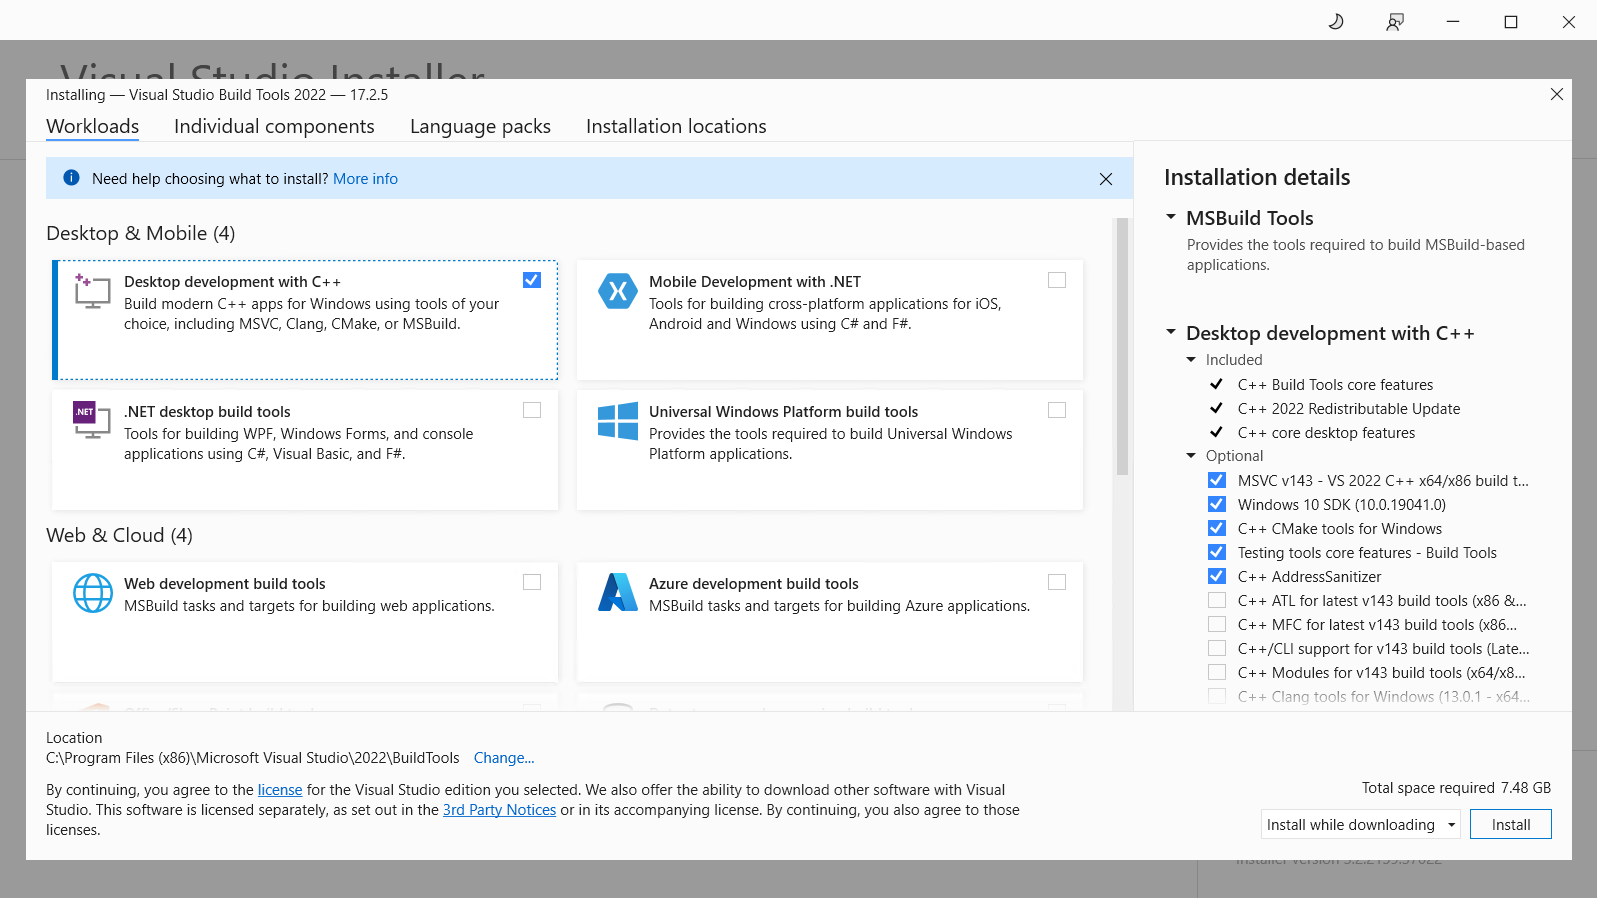 Visual Studio Installer
Installing — Visual Studio Build Tools 2022 — 17.2.5
Workloads
Individual components
Language packs
Installation locations
Need help choosing what to install? More info
Desktop & Mobile (4)
Desktop development with C++
Build modern C++ apps for Windows using tools of your
choice, including MSVC, Clang, CMake, or MSBuild.
Mobile Development with .NET
Tools for building cross-platform applications for iOS,
Android and Windows using C# and F#.
.NET
.NET desktop build tools
Tools for building WPF, Windows Forms, and console
applications using C#, Visual Basic, and F#.
Universal Windows Platform build tools
Provides the tools required to build Universal Windows
Platform applications.
Web & Cloud (4)
Web development build tools
MSBuild tasks and targets for building web applications.
Azure development build tools
MSBuild tasks and targets for building Azure applications.
Installation details
MSBuild Tools
Provides the tools required to build MSBuild-based
applications.
Desktop development with C++
Included
C++ Build Tools core features
C++ 2022 Redistributable Update
C++ core desktop features
Optional
MSVC v143 - VS 2022 C++ x64/x86 build t...
Windows 10 SDK (10.0.19041.0)
C++ CMake tools for Windows
Testing tools core features - Build Tools
C++ AddressSanitizer
C++ ATL for latest v143 build tools (x86 &...
C++ MFC for latest v143 build tools (x86...
C++/CLI support for v143 build tools (Late...
C++ Modules for v143 build tools (x64/x8...
C++ Clang tools for Windows (13.0.1 - x64...
Location
C:\Program Files (x86)\Microsoft Visual Studio\2022\BuildTools Change...
By continuing, you agree to the license for the Visual Studio edition you selected. We also offer the ability to download other software with Visual
Studio. This software is licensed separately, as set out in the 3rd Party Notices or in its accompanying license. By continuing, you also agree to those
licenses.
Total space required 7.48 GB
Install while downloading
Install